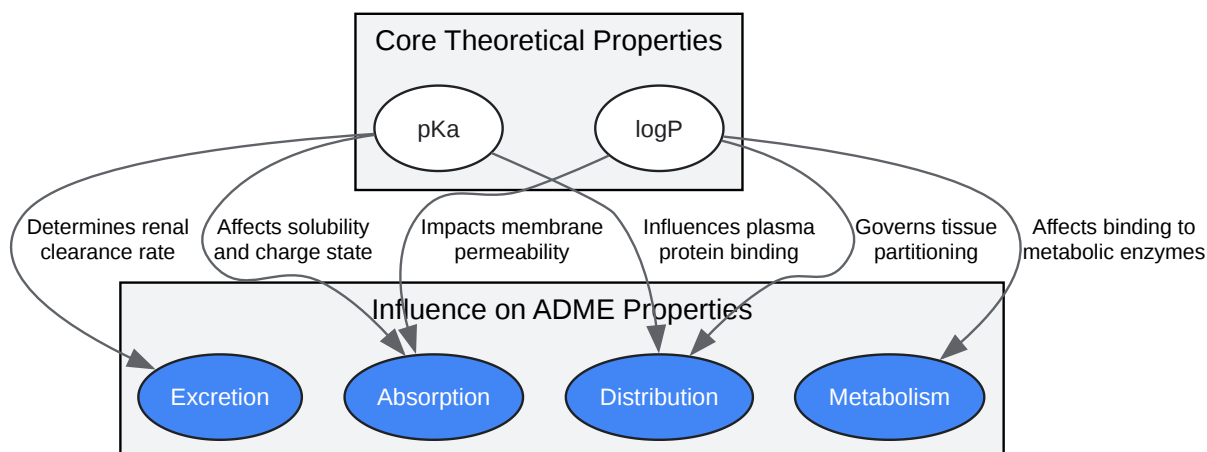 Core Theoretical Properties
pKa
logP
Determines renal
clearance rate
Affects solubility
and charge state
Impacts membrane
permeability
Influences plasma
protein binding
Governs tissue
partitioning
Affects binding to
metabolic enzymes
Influence on ADME Properties
Excretion
Absorption
Distribution
Metabolism